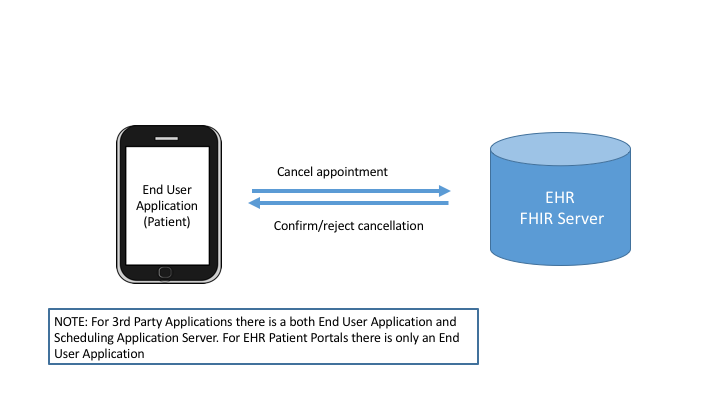 Cancel appointment
End User
Application
(Patient)
EHR
FHIR Server
Confirm/reject cancellation
NOTE: For 3rd Party Applications there is a both End User Application and
Scheduling Application Server. For EHR Patient Portals there is only an End
User Application